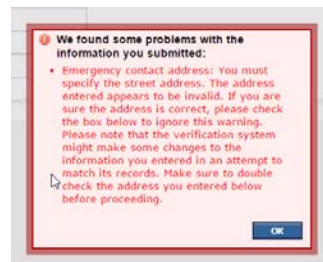 We found some problems with the
information you submitted:
• Emergency contact address: You must
specify the street address. The address
entered appears to be invalid. If you are
sure the address is correct, please check
the box below to ignore this warning.
Please note that the verification system
might make some changes to the
information you entered in an attempt to
match its records. Make sure to double
check the address you entered below
before proceeding.
OK